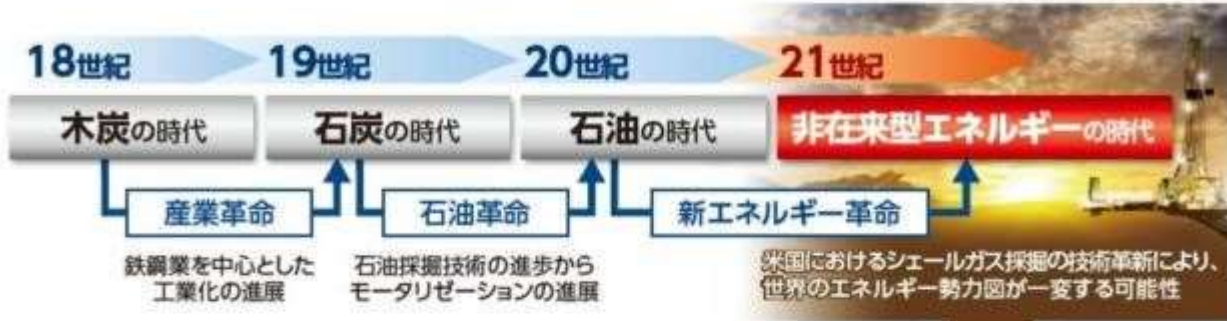 18世紀
19世紀
20世紀
21世紀
木炭の時代
石炭の時代
石油の時代
非在来型エネルギーの時代
産業革命
石油革命
新エネルギー革命
鉄鋼業を中心とした
工業化の進展
石油採掘技術の進歩から
モータリゼーションの進展
米国におけるシェールガス採掘の技術革新により、
世界のエネルギー勢力図が一変する可能性